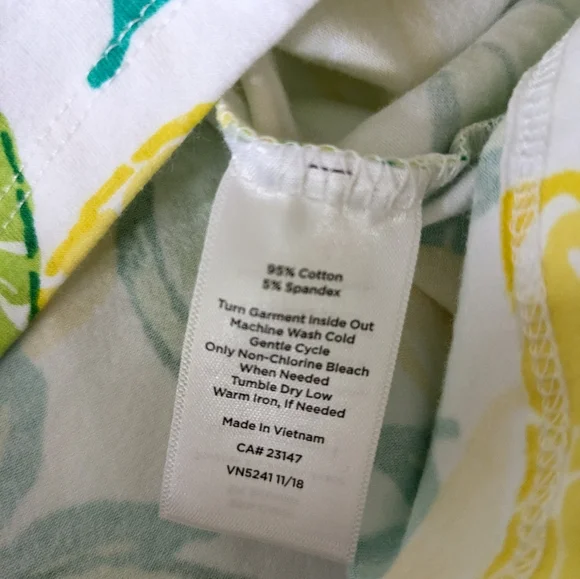 95% Cotton
5% Spandex
Turn Garment Inside Out
Machine Wash Cold
Gentle Cycle
Only Non-Chlorine Bleach
When Needed
Tumble Dry Low
Warm Iron, If Needed
Made In Vietnam
CA# 23147
VN5241 11/18